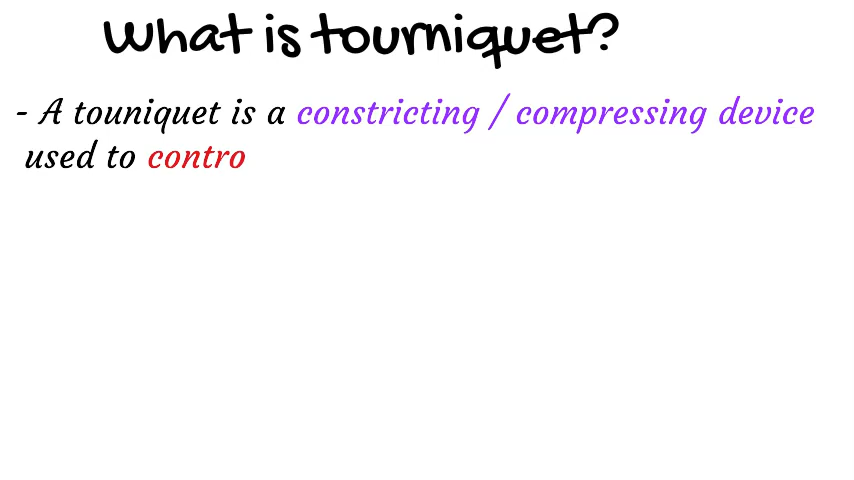 What is tourniquet?
- A touniquet is a constricting / compressing device
used to contro